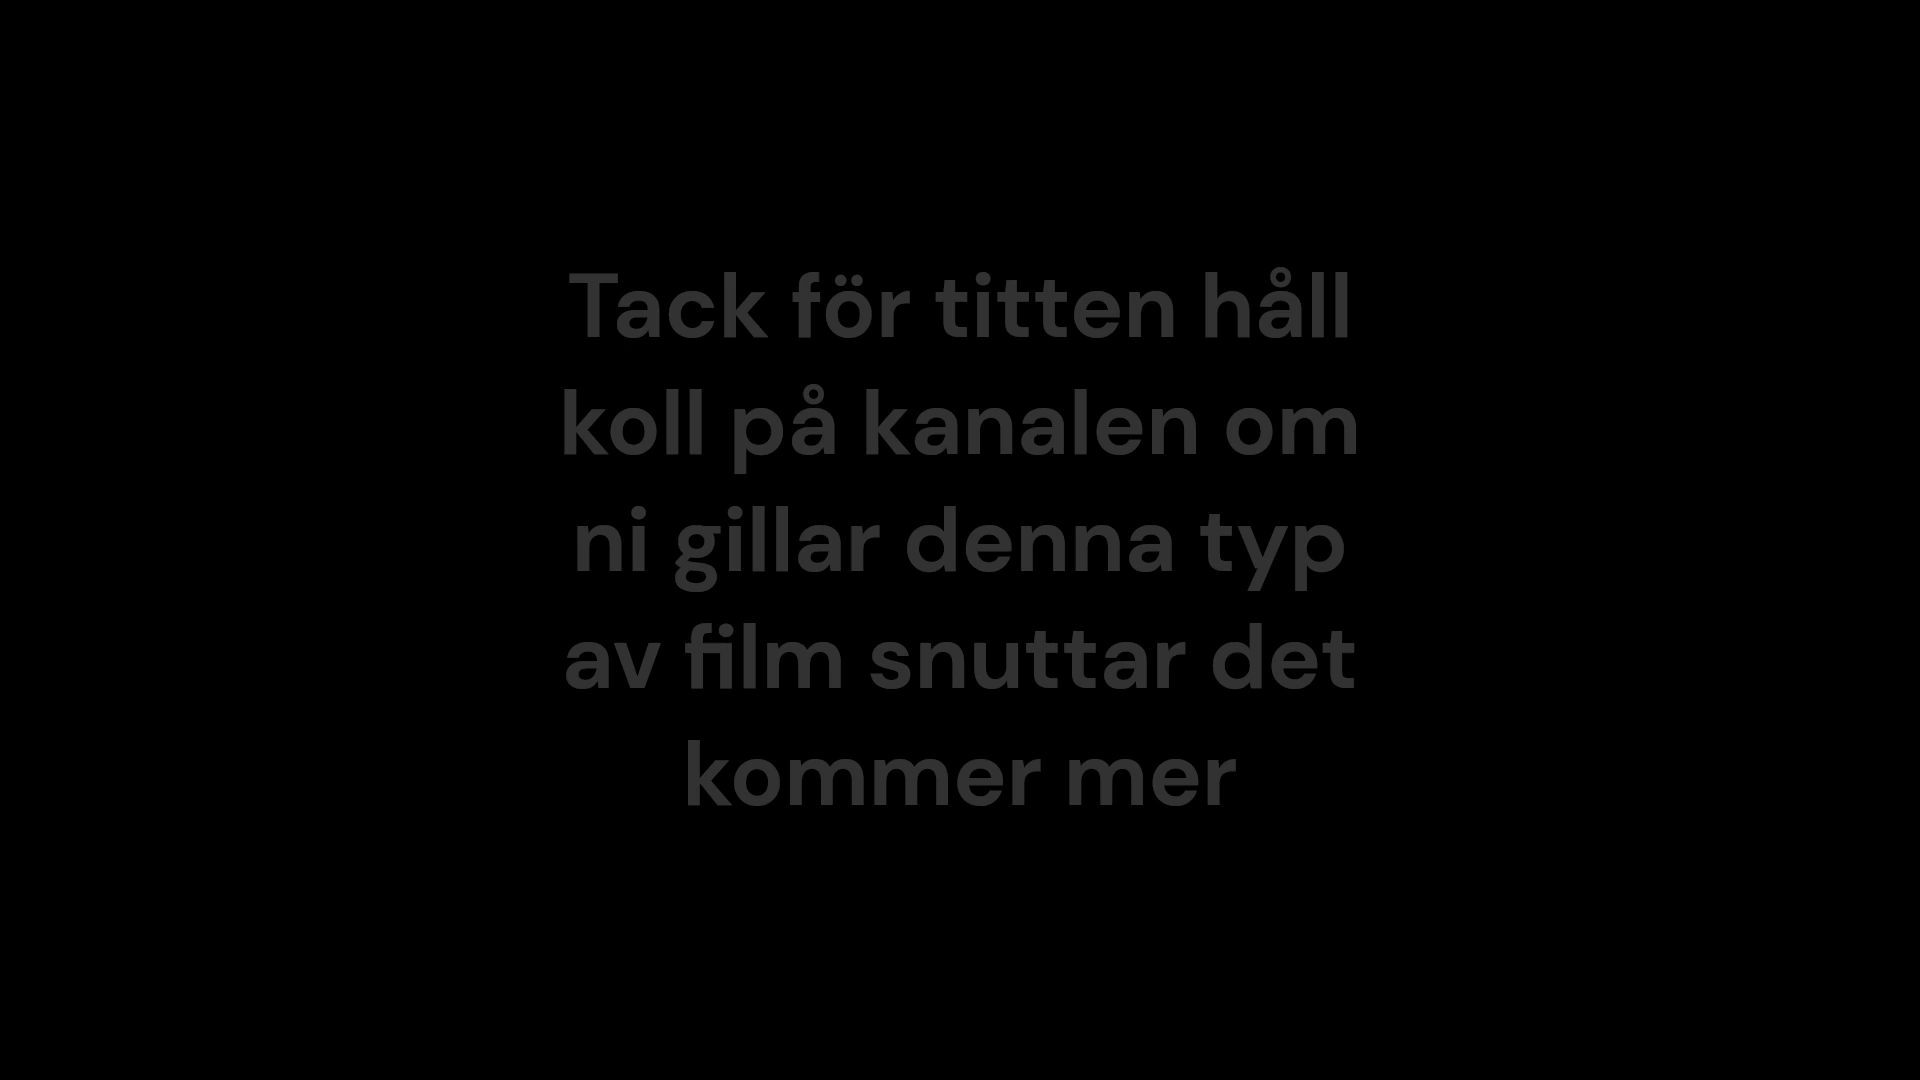 Tack för titten håll
koll på kanalen om
ni gillar denna typ
av film snuttar det
kommer mer